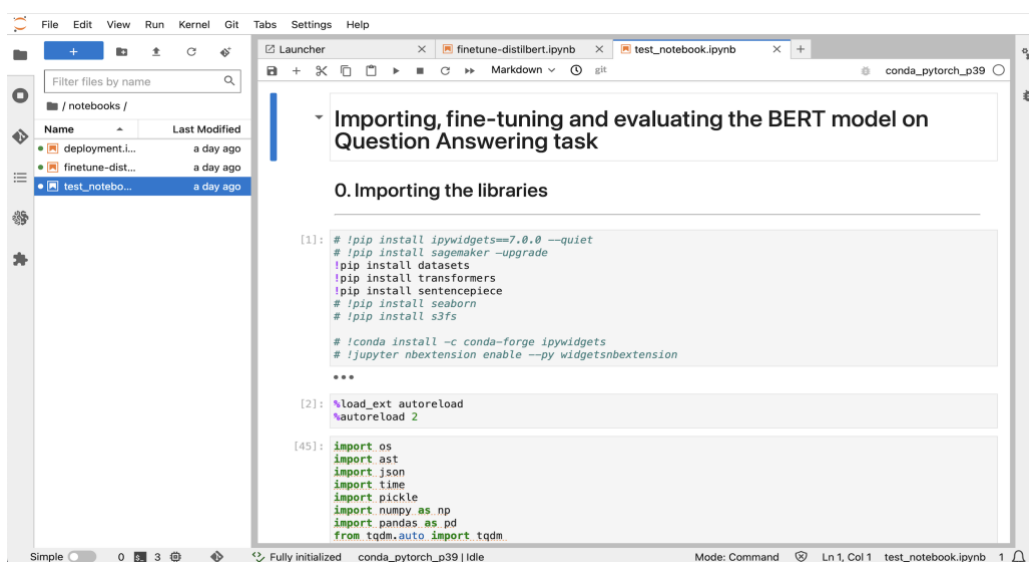 File Edit View Run Kernel Git Tabs Settings Help
Launcher finetune-distilbert.ipynb test_notebook.ipynb
Markdown git conda_pytorch_p39
Filter files by name
/ notebooks /
Name Last Modified
deployment.i... a day ago
finetune-dist... a day ago
test_notebo... a day ago
Importing, fine-tuning and evaluating the BERT model on
Question Answering task
0. Importing the libraries
[1]: # !pip install ipywidgets==7.0.0 --quiet
# !pip install sagemaker —upgrade
!pip install datasets
!pip install transformers
!pip install sentencepiece
# !pip install seaborn
# !pip install s3fs
# !conda install -c conda-forge ipywidgets
# !jupyter nbextension enable --py widgetsnbextension
[2]: %load_ext autoreload
%autoreload 2
[45]: import os
import ast
import json
import time
import pickle
import numpy as np
import pandas as pd
from tqdm.auto import tqdm
Simple 0 3 Fully initialized conda_pytorch_p39 | Idle Mode: Command Ln 1, Col 1 test_notebook.ipynb 1